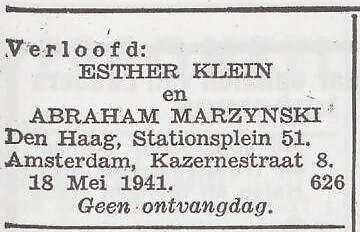 Verloofd:
ESTHER KLEIN
en
ABRAHAM MARZYNSKI
Den Haag, Stationsplein 51.
Amsterdam, Kazernestraat 8.
18 Mei 1941. 626
Geen ontvangdag.